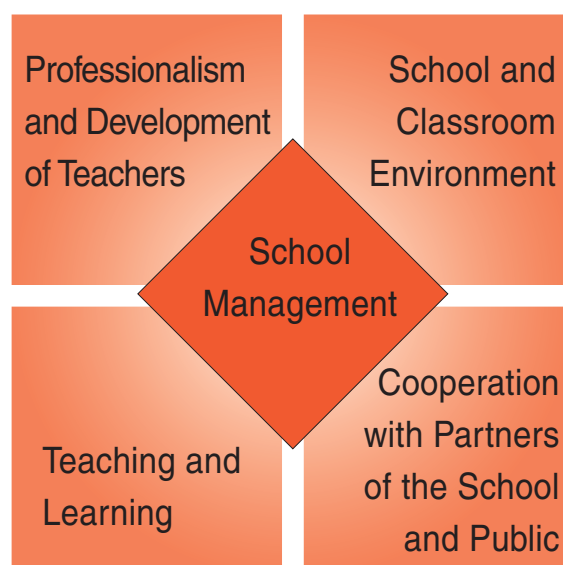 Professionalism
and Development
of Teachers
School and
Classroom
Environment
School
Management
Teaching and
Learning
Cooperation
with Partners
of the School
and Public